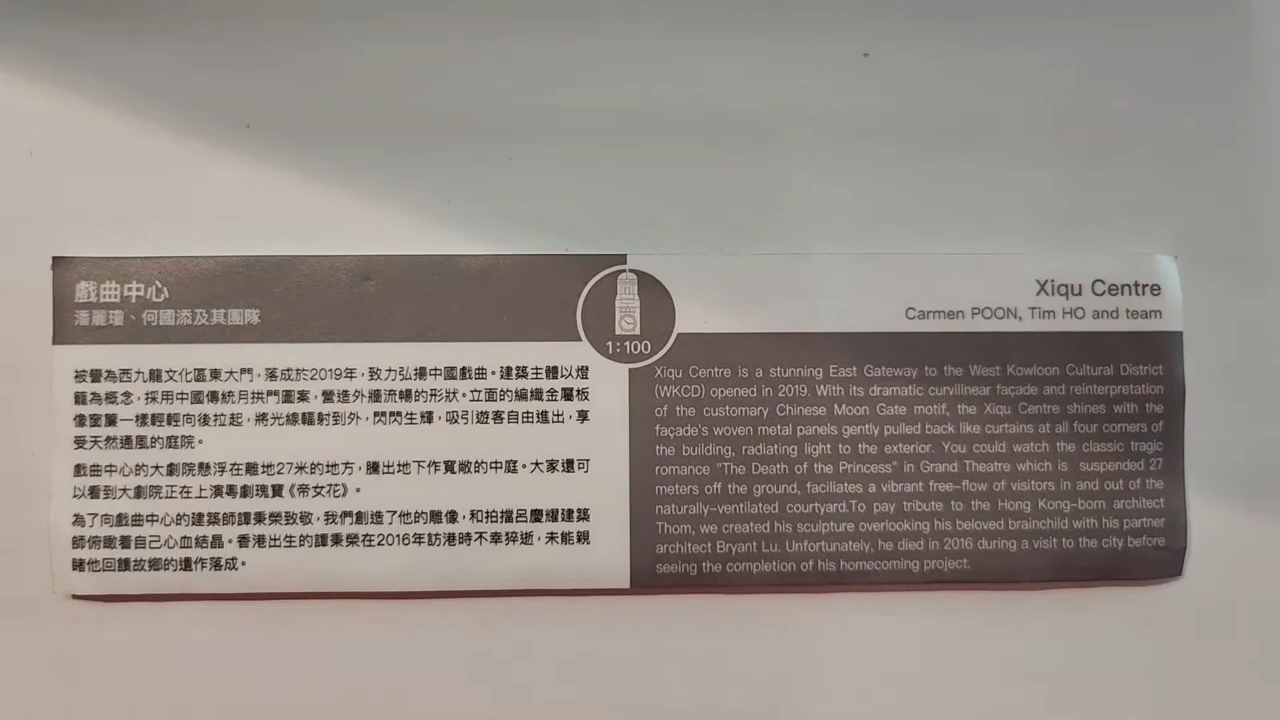 戲曲中心
潘麗瓊、何國添及其團隊
被譽為西九龍文化區東大門，落成於2019年，致力弘揚中國戲曲。建築主體以燈
籠為概念，採用中國傳統月拱門圖案，營造外牆流暢的形狀。立面的編織金屬板
像窗簾一樣輕輕向後拉起，將光線輻射到外，閃閃生輝，吸引遊客自由進出，享
受天然通風的庭院。
戲曲中心的大劇院懸浮在離地27米的地方，騰出地下作寬敞的中庭。大家還可
以看到大劇院正在上演粵劇瑰寶《帝女花》。
為了向戲曲中心的建築師譚秉榮致敬，我們創造了他的雕像，和拍擋呂慶耀建築
師俯瞰着自己心血結晶。香港出生的譚秉榮在2016年訪港時不幸猝逝，未能親
睹他回饋故鄉的遺作落成。
1:100
Xiqu Centre
Carmen POON, Tim HO and team
Xiqu Centre is a stunning East Gateway to the West Kowloon Cultural District
(WKCD) opened in 2019. With its dramatic curvilinear façade and reinterpretation
of the customary Chinese Moon Gate motif, the Xiqu Centre shines with the
façade's woven metal panels gently pulled back like curtains at all four corners of
the building, radiating light to the exterior. You could watch the classic tragic
romance "The Death of the Princess" in Grand Theatre which is suspended 27
meters off the ground, faciliates a vibrant free-flow of visitors in and out of the
naturally-ventilated courtyard.To pay tribute to the Hong Kong-born architect
Thom, we created his sculpture overlooking his beloved brainchild with his partner
architect Bryant Lu. Unfortunately, he died in 2016 during a visit to the city before
seeing the completion of his homecoming project.